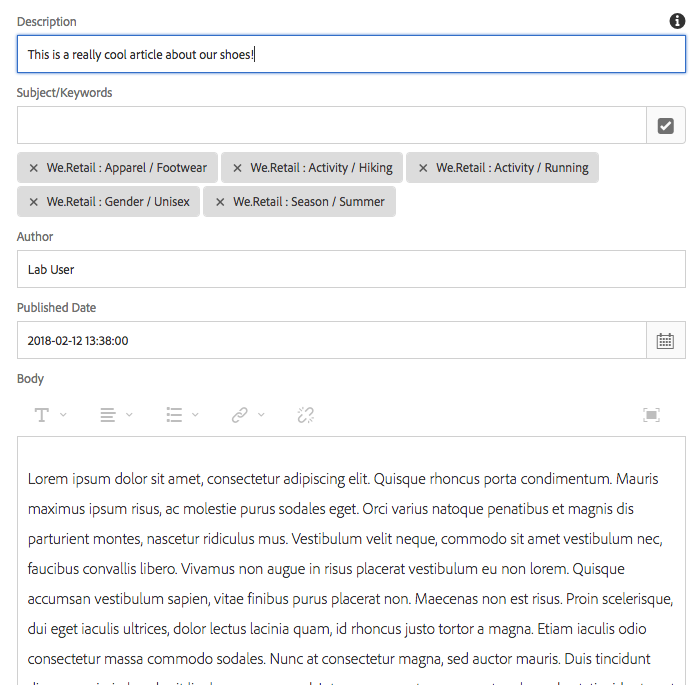 Description
This is a really cool article about our shoes!
Subject/Keywords
We.Retail : Apparel / Footwear We.Retail : Activity / Hiking We.Retail : Activity / Running
We.Retail : Gender / Unisex We.Retail : Season / Summer
Author
Lab User
Published Date
2018-02-12 13:38:00
Body
Lorem ipsum dolor sit amet, consectetur adipiscing elit. Quisque rhoncus porta condimentum. Mauris
maximus ipsum risus, ac molestie purus sodales eget. Orci varius natoque penatibus et magnis dis
parturient montes, nascetur ridiculus mus. Vestibulum velit neque, commodo sit amet vestibulum nec,
faucibus convallis libero. Vivamus non augue in risus placerat vestibulum eu non lorem. Quisque
accumsan vestibulum sapien, vitae finibus purus placerat non. Maecenas non est risus. Proin scelerisque,
dui eget iaculis ultrices, dolor lectus lacinia quam, id rhoncus justo tortor a magna. Etiam iaculis odio
consectetur massa commodo sodales. Nunc at consectetur magna, sed auctor mauris. Duis tincidunt